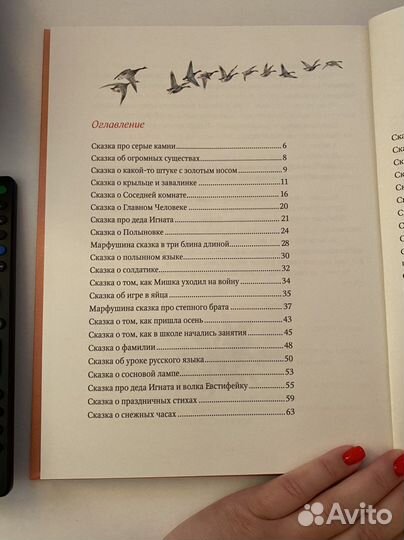 Оглавление
Сказка про серые камни 6
Сказка об огромных существах 8
Сказка о какой-то штуке с золотым носом 9
Сказка о крыльце и завалинке 11
Сказка о Соседней комнате 16
Сказка о Главном Человеке 20
Сказка про деда Игната 21
Сказка о Полыновке 24
Марфушина сказка в три блина длиной 28
Сказка о полынном языке 30
Сказка о солдатике 32
Сказка о том, как Мишка уходил на войну 34
Сказка об игре в яйца 35
Марфушина сказка про степного брата 37
Сказка о том, как пришла осень 43
Сказка о том, как в школе начались занятия 45
Сказка о фамилии 48
Сказка об уроке русского языка 50
Сказка о сосновой лампе 53
Сказка про деда Игната и волка Евстифейку 55
Сказка о праздничных стихах 59
Сказка о снежных часах 63
Avito